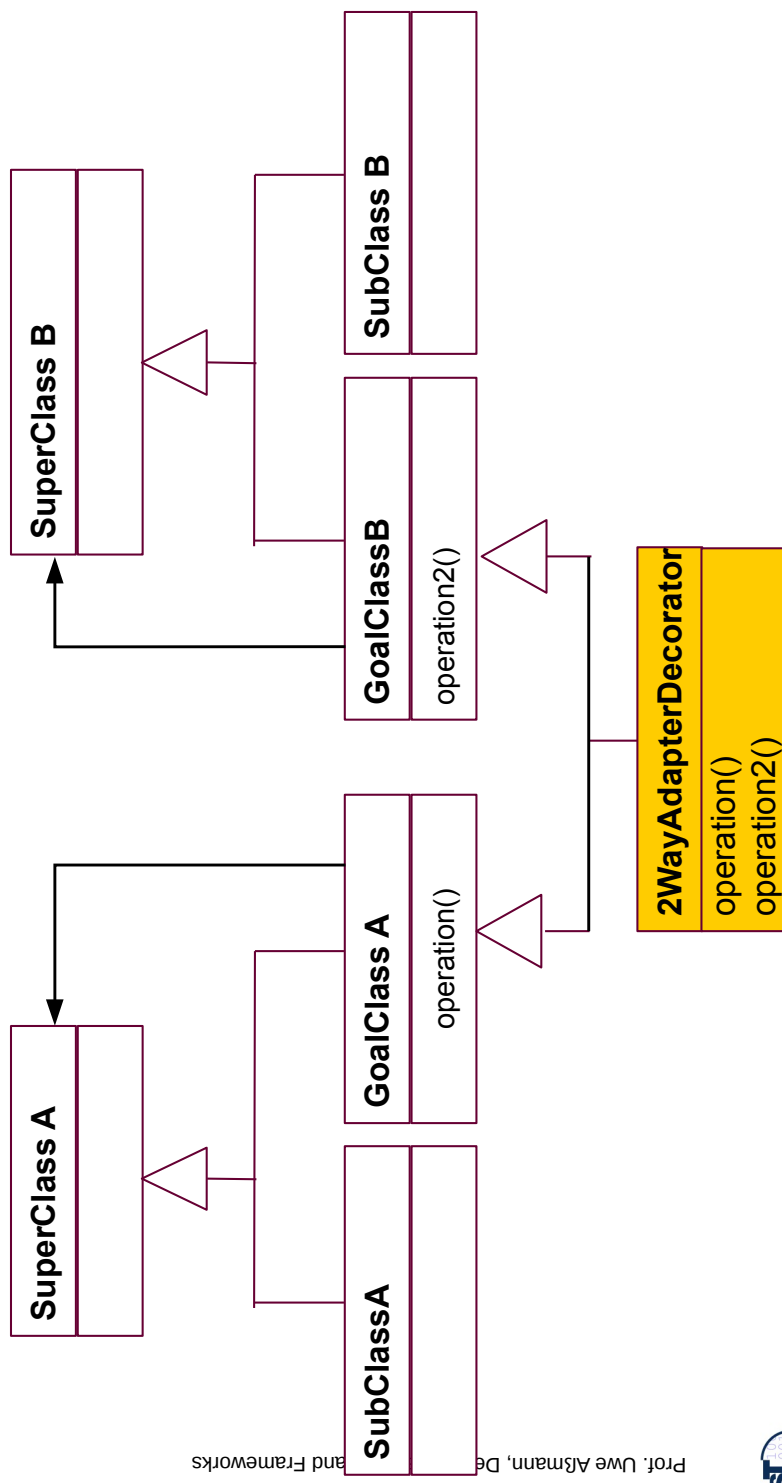 SuperClass A
SuperClass B
SubClassA
GoalClass A
operation()
GoalClassB
operation2()
SubClass B
2WayAdapterDecorator
operation()
operation2()
Prof. Uwe Aßmann, De and Frameworks